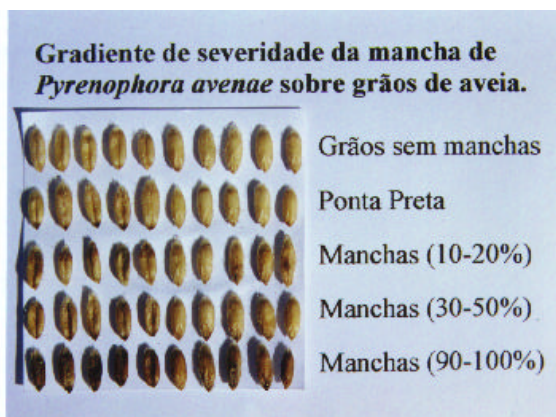 Gradiente de severidade da mancha de
Pyrenophora avenae sobre grãos de aveia.
Grãos sem manchas
Ponta Preta
Manchas (10-20%)
Manchas (30-50%)
Manchas (90-100%)